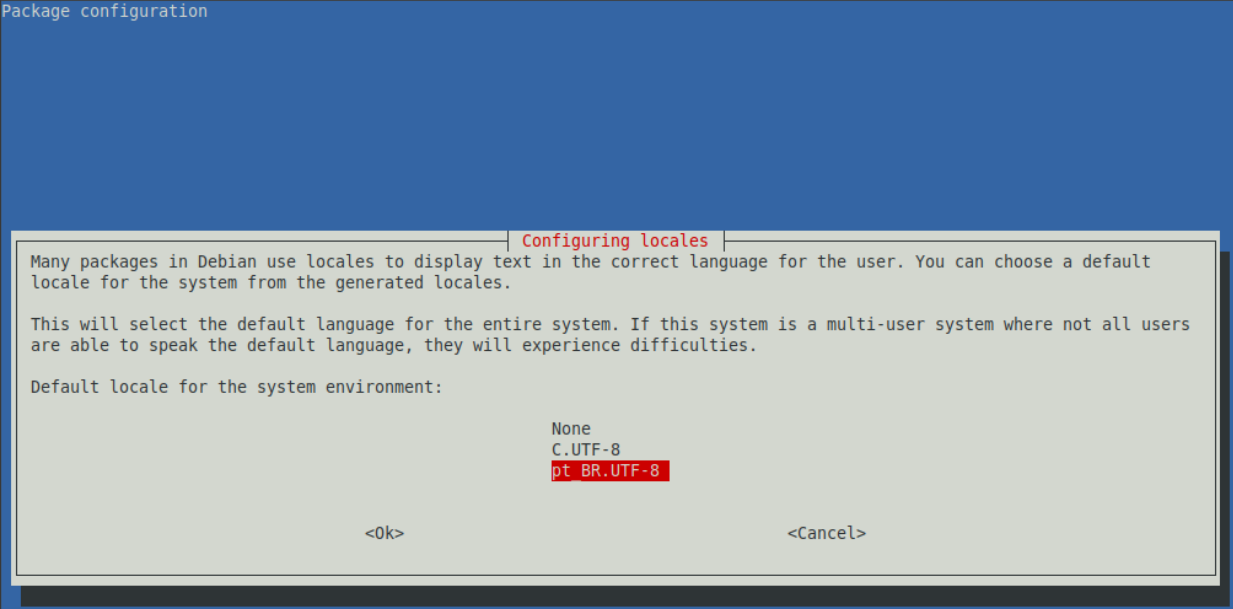 Package configuration
Configuring locales
Many packages in Debian use locales to display text in the correct language for the user. You can choose a default
locale for the system from the generated locales.
This will select the default language for the entire system. If this system is a multi-user system where not all users
are able to speak the default language, they will experience difficulties.
Default locale for the system environment:
None
C.UTF-8
pt_BR.UTF-8
<Ok> <Cancel>